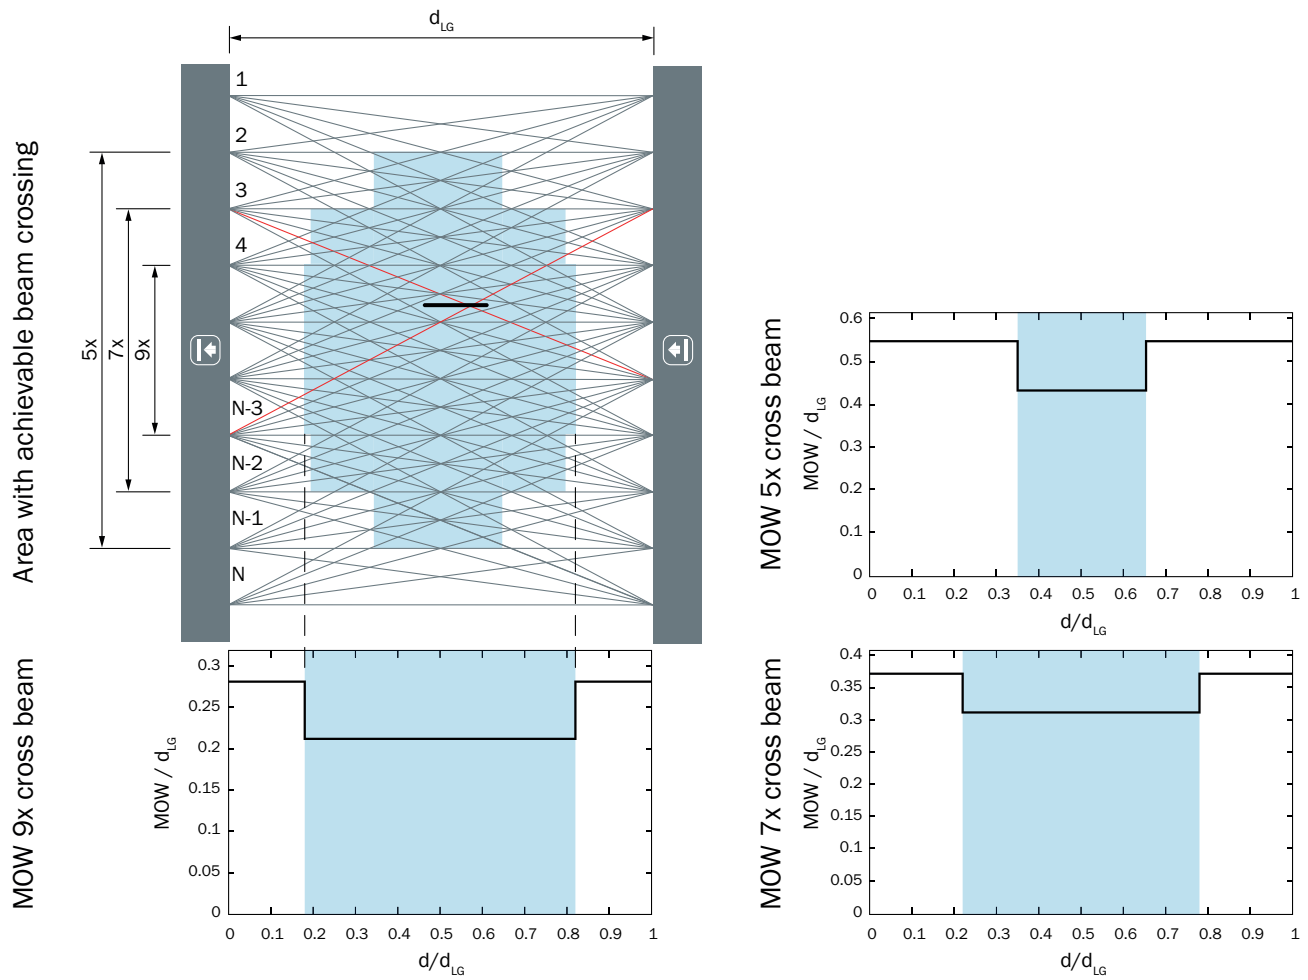 d_LG
Area with achievable beam crossing
5x
7x
9x
1
2
3
4
N-3
N-2
N-1
N
MOW 5x cross beam
MOW / d_LG
0.6
0.5
0.4
0.3
0.2
0.1
0
0 0.1 0.2 0.3 0.4 0.5 0.6 0.7 0.8 0.9 1
d/d_LG
MOW 9x cross beam
MOW / d_LG
0.3
0.25
0.2
0.15
0.1
0.05
0
0 0.1 0.2 0.3 0.4 0.5 0.6 0.7 0.8 0.9 1
d/d_LG
MOW 7x cross beam
MOW / d_LG
0.4
0.35
0.3
0.25
0.2
0.15
0.1
0.05
0
0 0.1 0.2 0.3 0.4 0.5 0.6 0.7 0.8 0.9 1
d/d_LG